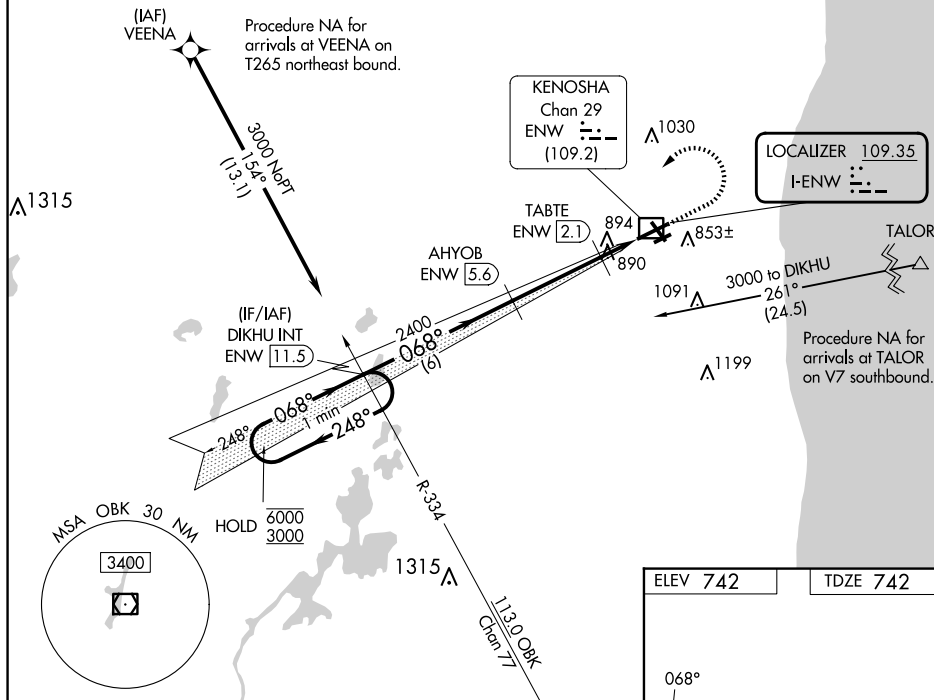 (IAF)
VEENA
Procedure NA for
arrivals at VEENA on
T265 northeast bound.
3000 NoPT
154°
(13.1)
1315
KENOSHA
Chan 29
ENW
(109.2)
1030
LOCALIZER 109.35
I-ENW
TABTE
ENW 2.1
894
890
853±
AHYOB
ENW 5.6
TALOR
3000 to DIKHU
261°
(24.5)
1091
1199
Procedure NA for
arrivals at TALOR
on V7 southbound.
(IF/IAF)
DIKHU INT
ENW 11.5
2400
068°
(6)
248°
068°
1 min
248°
HOLD
6000
3000
R-334
MSA OBK 30 NM
3400
1315
113.0 OBK
Chan 77
ELEV 742
TDZE 742
068°